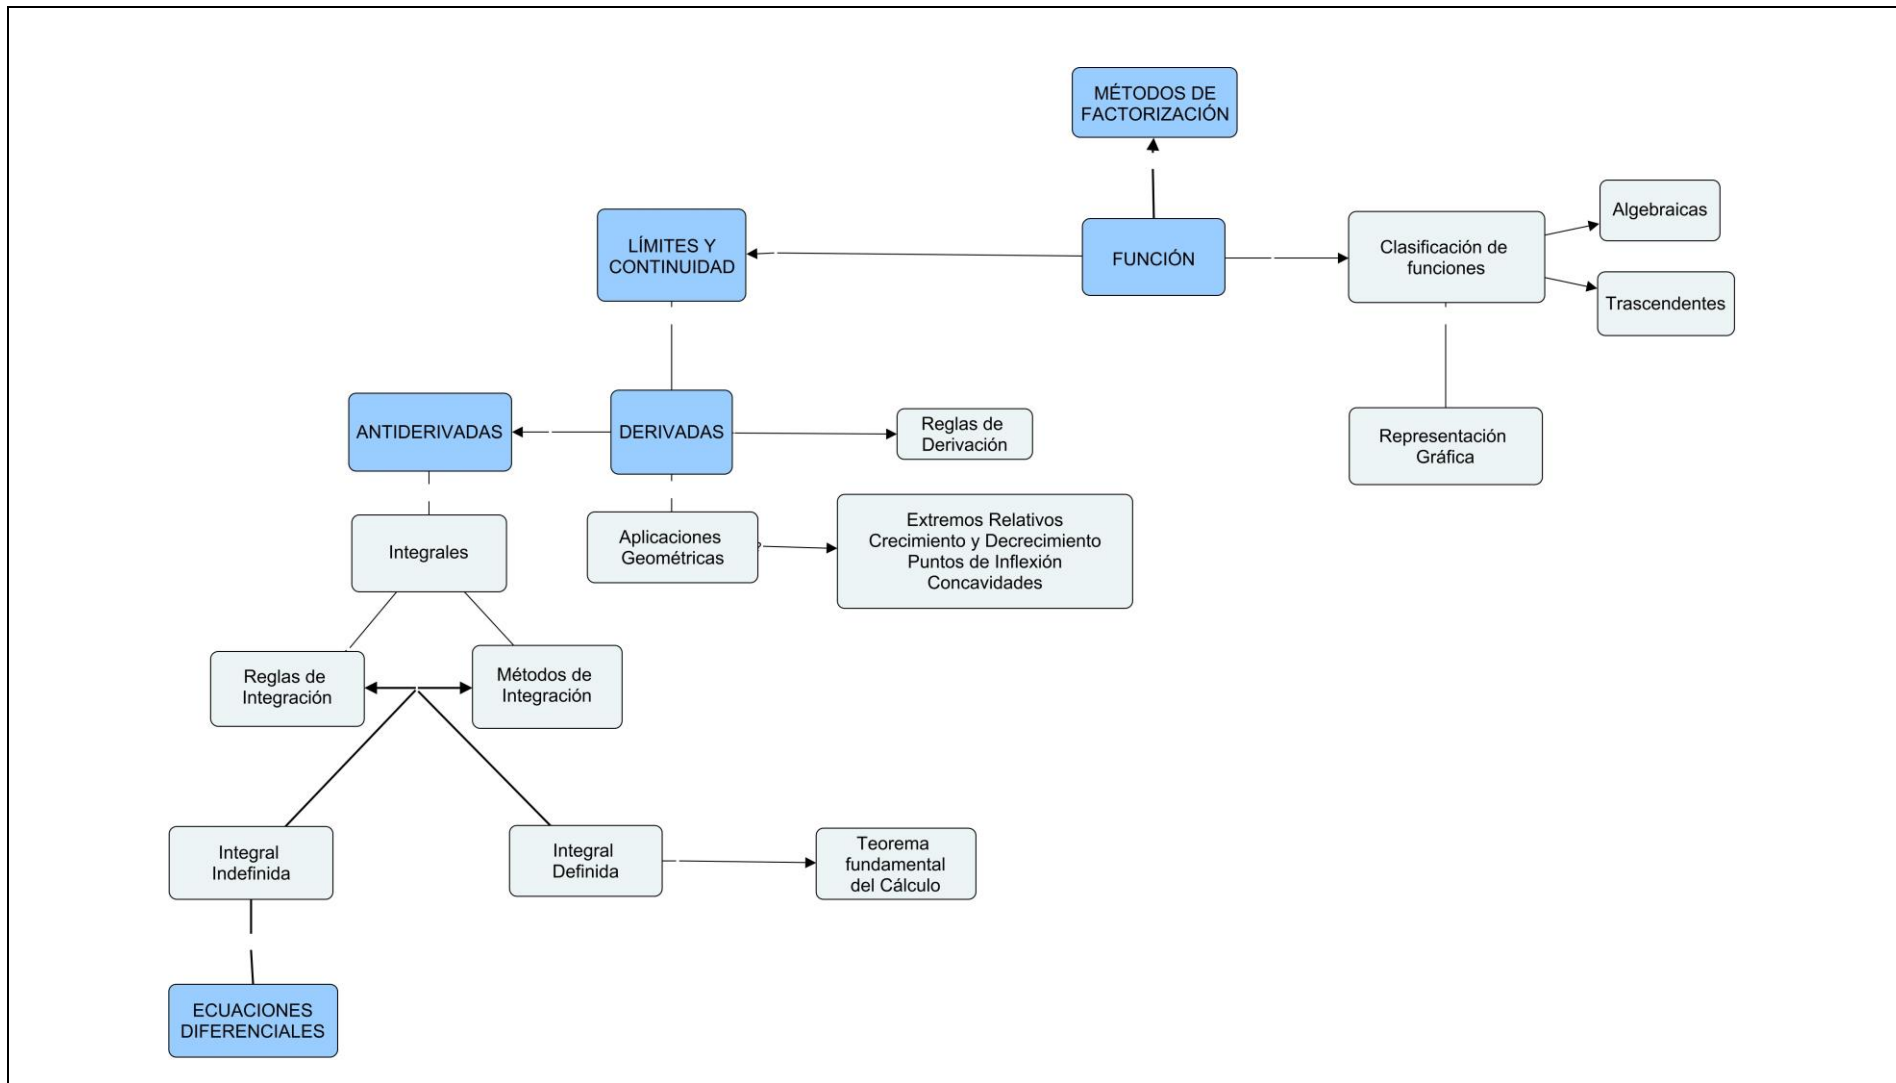 MÉTODOS DE
FACTORIZACIÓN
Algebraicas
LÍMITES Y
CONTINUIDAD
FUNCIÓN
Clasificación de
funciones
Trascendentes
ANTIDERIVADAS
DERIVADAS
Reglas de
Derivación
Representación
Gráfica
Integrales
Aplicaciones
Geométricas
?
Extremos Relativos
Crecimiento y Decrecimiento
Puntos de Inflexión
Concavidades
Reglas de
Integración
Métodos de
Integración
Integral
Indefinida
Integral
Definida
Teorema
fundamental
del Cálculo
ECUACIONES
DIFERENCIALES